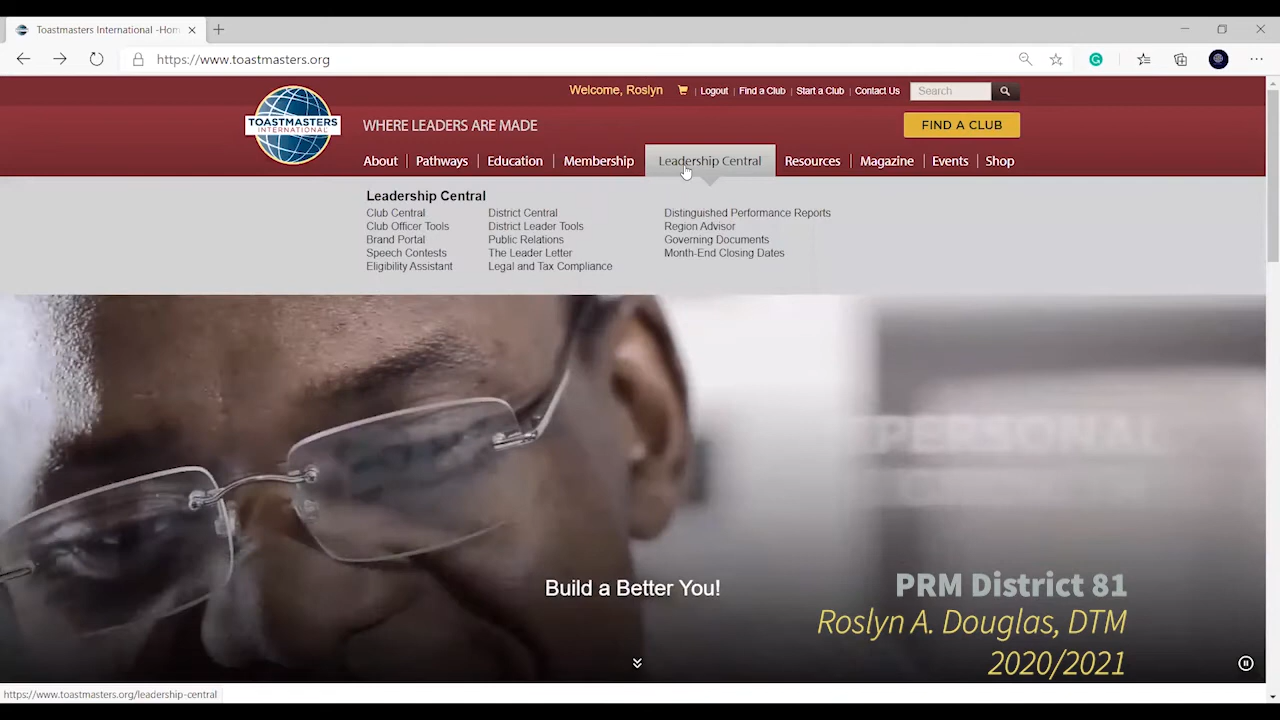 Toastmasters International -Hom
https://www.toastmasters.org
Welcome, Roslyn
Logout | Find a Club | Start a Club | Contact Us
Search
TOASTMASTERS
INTERNATIONAL
WHERE LEADERS ARE MADE
FIND A CLUB
About | Pathways | Education | Membership | Leadership Central | Resources | Magazine | Events | Shop
Leadership Central
Club Central District Central Distinguished Performance Reports
Club Officer Tools District Leader Tools Region Advisor
Brand Portal Public Relations Governing Documents
Speech Contests The Leader Letter Month-End Closing Dates
Eligibility Assistant Legal and Tax Compliance
PERSONAL
Build a Better You!
PRM District 81
Roslyn A. Douglas, DTM
2020/2021
https://www.toastmasters.org/leadership-central